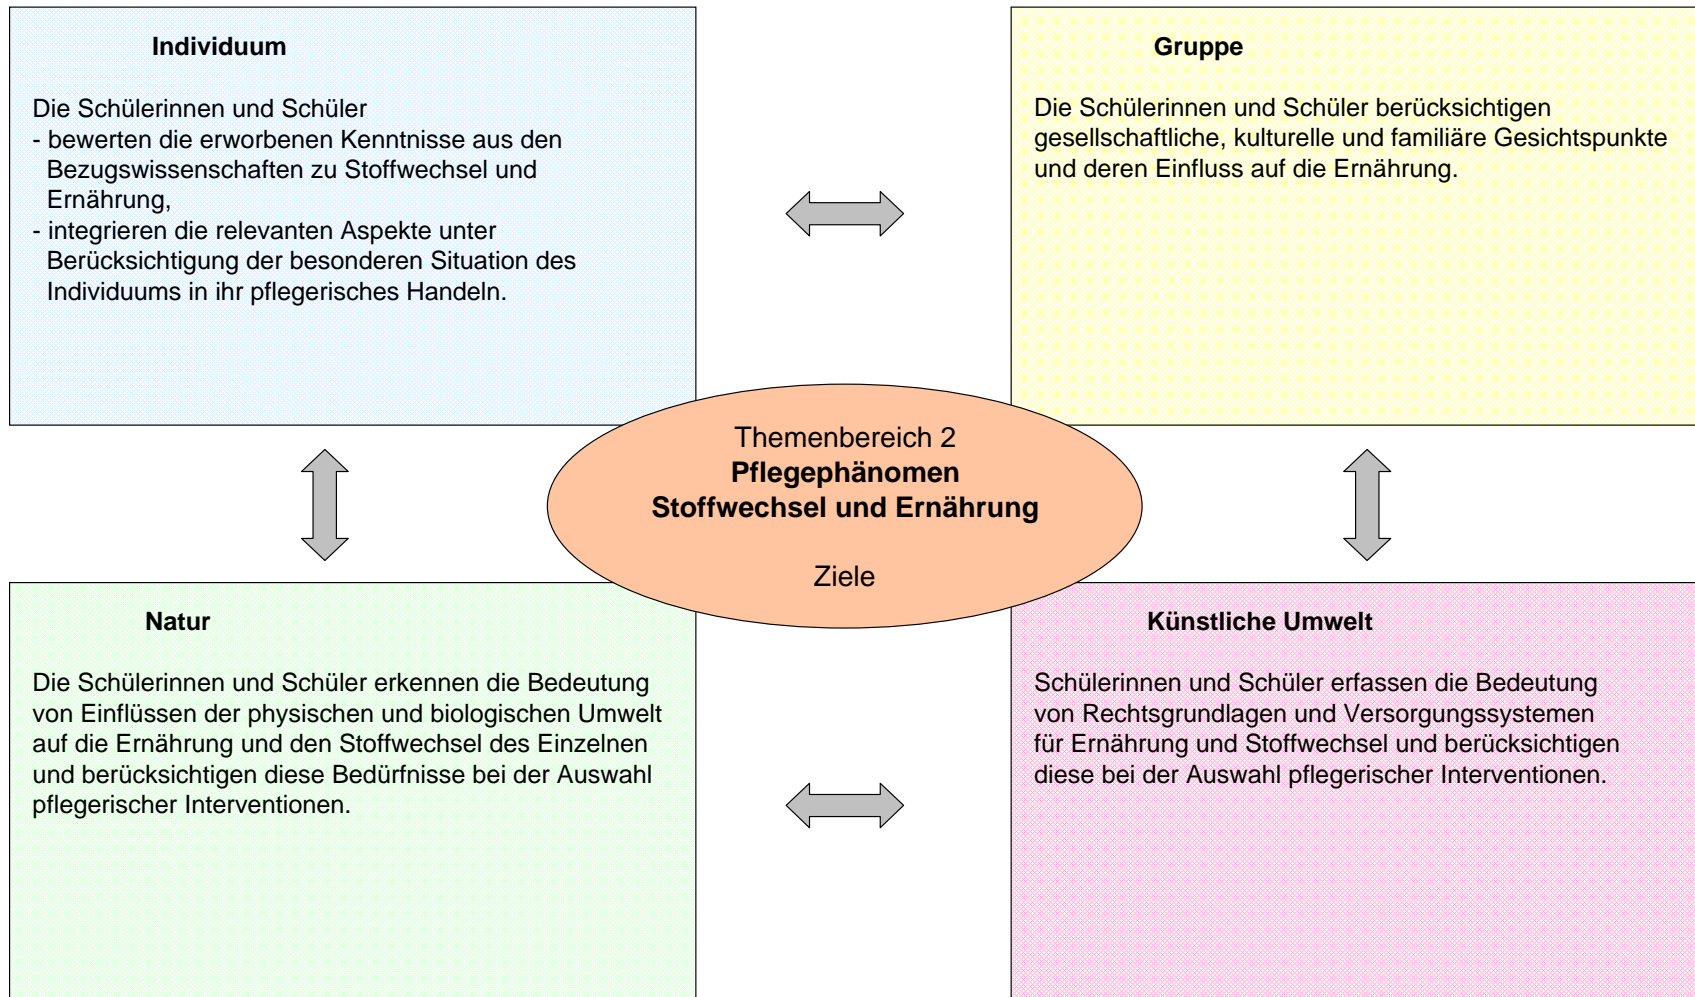 Individuum
Die Schülerinnen und Schüler
- bewerten die erworbenen Kenntnisse aus den
Bezugswissenschaften zu Stoffwechsel und
Ernährung,
- integrieren die relevanten Aspekte unter
Berücksichtigung der besonderen Situation des
Individuums in ihr pflegerisches Handeln.
Gruppe
Die Schülerinnen und Schüler berücksichtigen
gesellschaftliche, kulturelle und familiäre Gesichtspunkte
und deren Einfluss auf die Ernährung.
Themenbereich 2
Pflegephänomen
Stoffwechsel und Ernährung
Ziele
Natur
Die Schülerinnen und Schüler erkennen die Bedeutung
von Einflüssen der physischen und biologischen Umwelt
auf die Ernährung und den Stoffwechsel des Einzelnen
und berücksichtigen diese Bedürfnisse bei der Auswahl
pflegerischer Interventionen.
Künstliche Umwelt
Schülerinnen und Schüler erfassen die Bedeutung
von Rechtsgrundlagen und Versorgungssystemen
für Ernährung und Stoffwechsel und berücksichtigen
diese bei der Auswahl pflegerischer Interventionen.